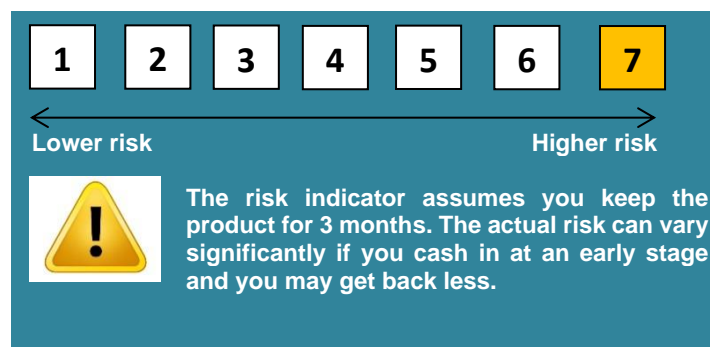 1 2 3 4 5 6 7
Lower risk Higher risk
The risk indicator assumes you keep the
product for 3 months. The actual risk can vary
significantly if you cash in at an early stage
and you may get back less.